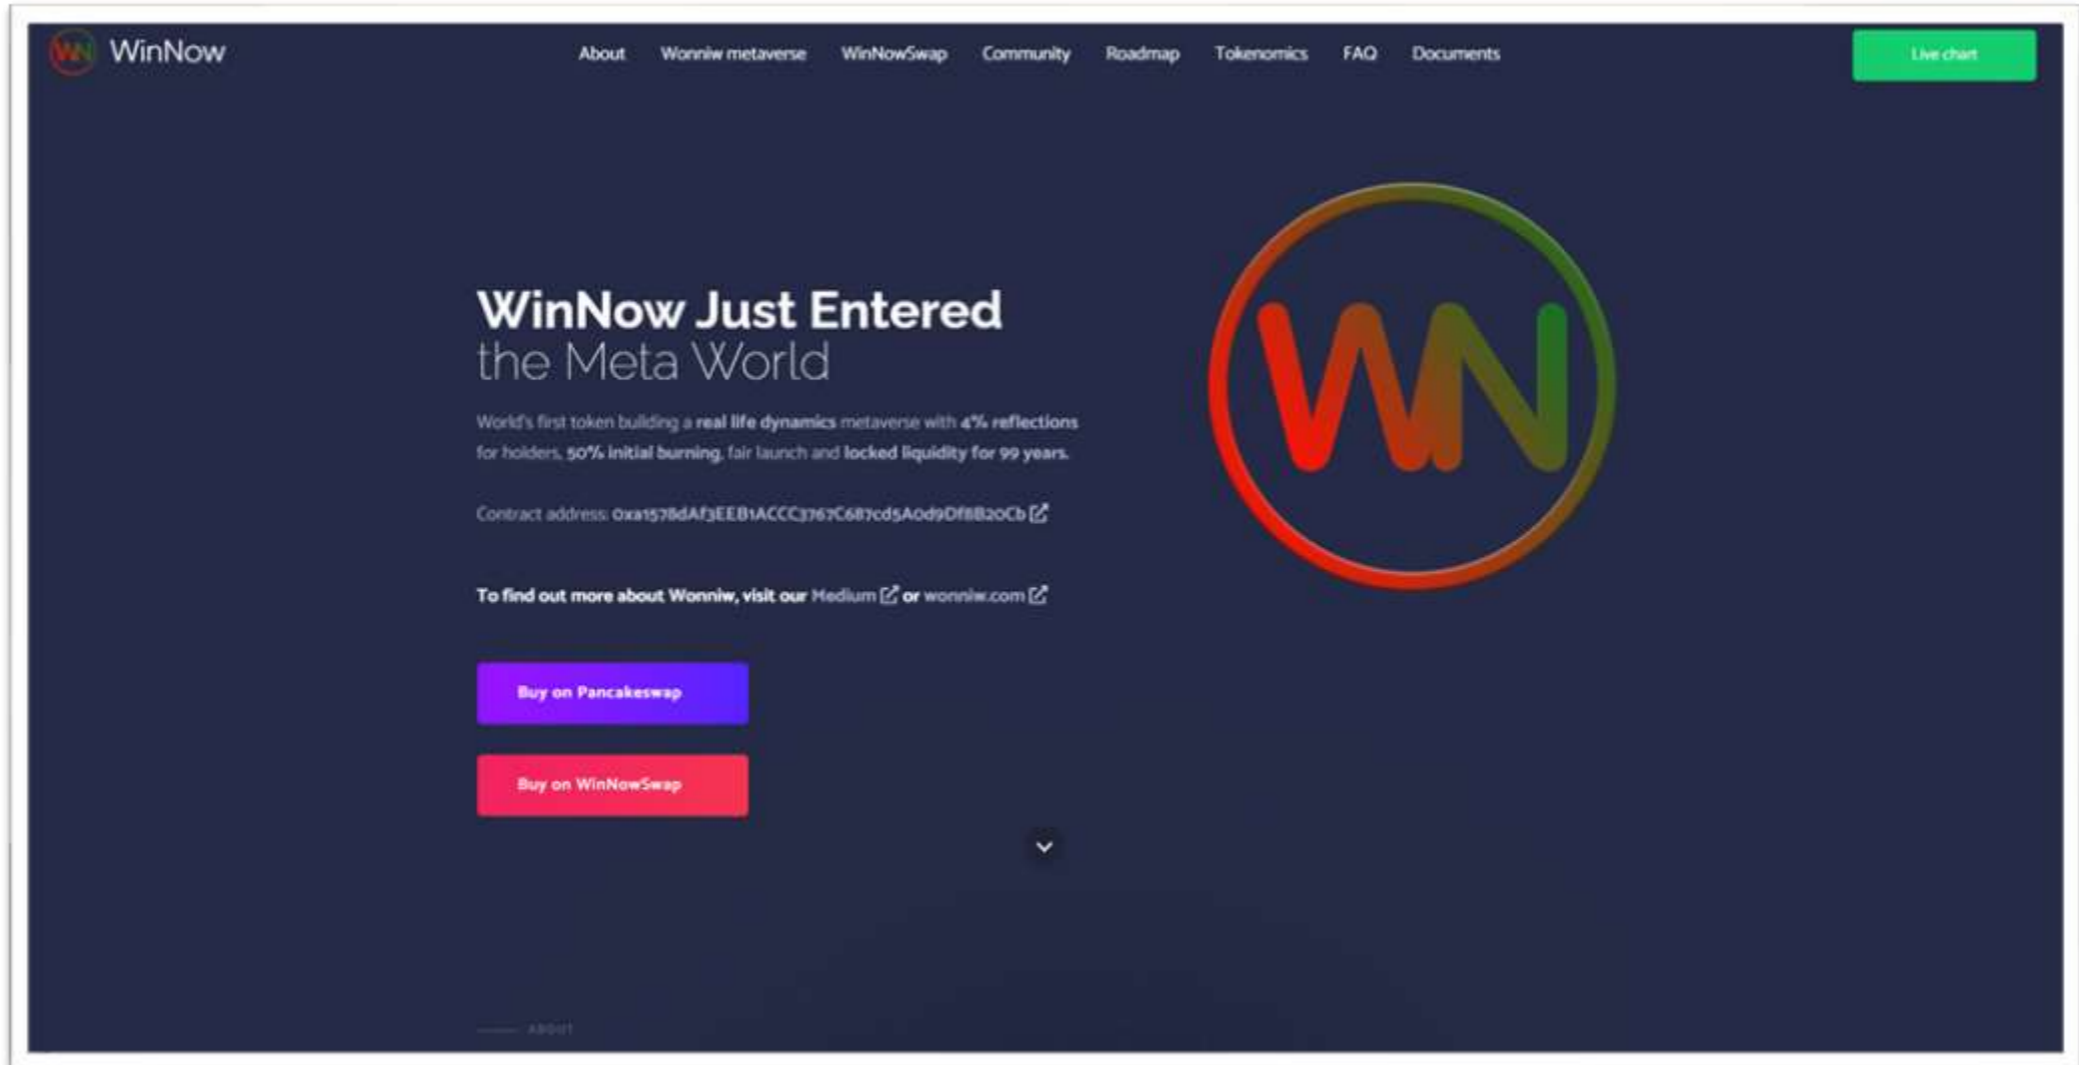 WN WinNow
About Wonniw metaverse WinNowSwap Community Roadmap Tokenomics FAQ Documents Live chart
WinNow Just Entered
the Meta World
World's first token building a real life dynamics metaverse with 4% reflections
for holders, 50% initial burning, fair launch and locked liquidity for 99 years.
Contract address: 0xa1578dAf3EEB1ACCC3767C687cd5A0d9Df8B20Cb
To find out more about Wonniw, visit our Medium or wonniw.com
Buy on Pancakeswap
Buy on WinNowSwap
WN
ABOUT